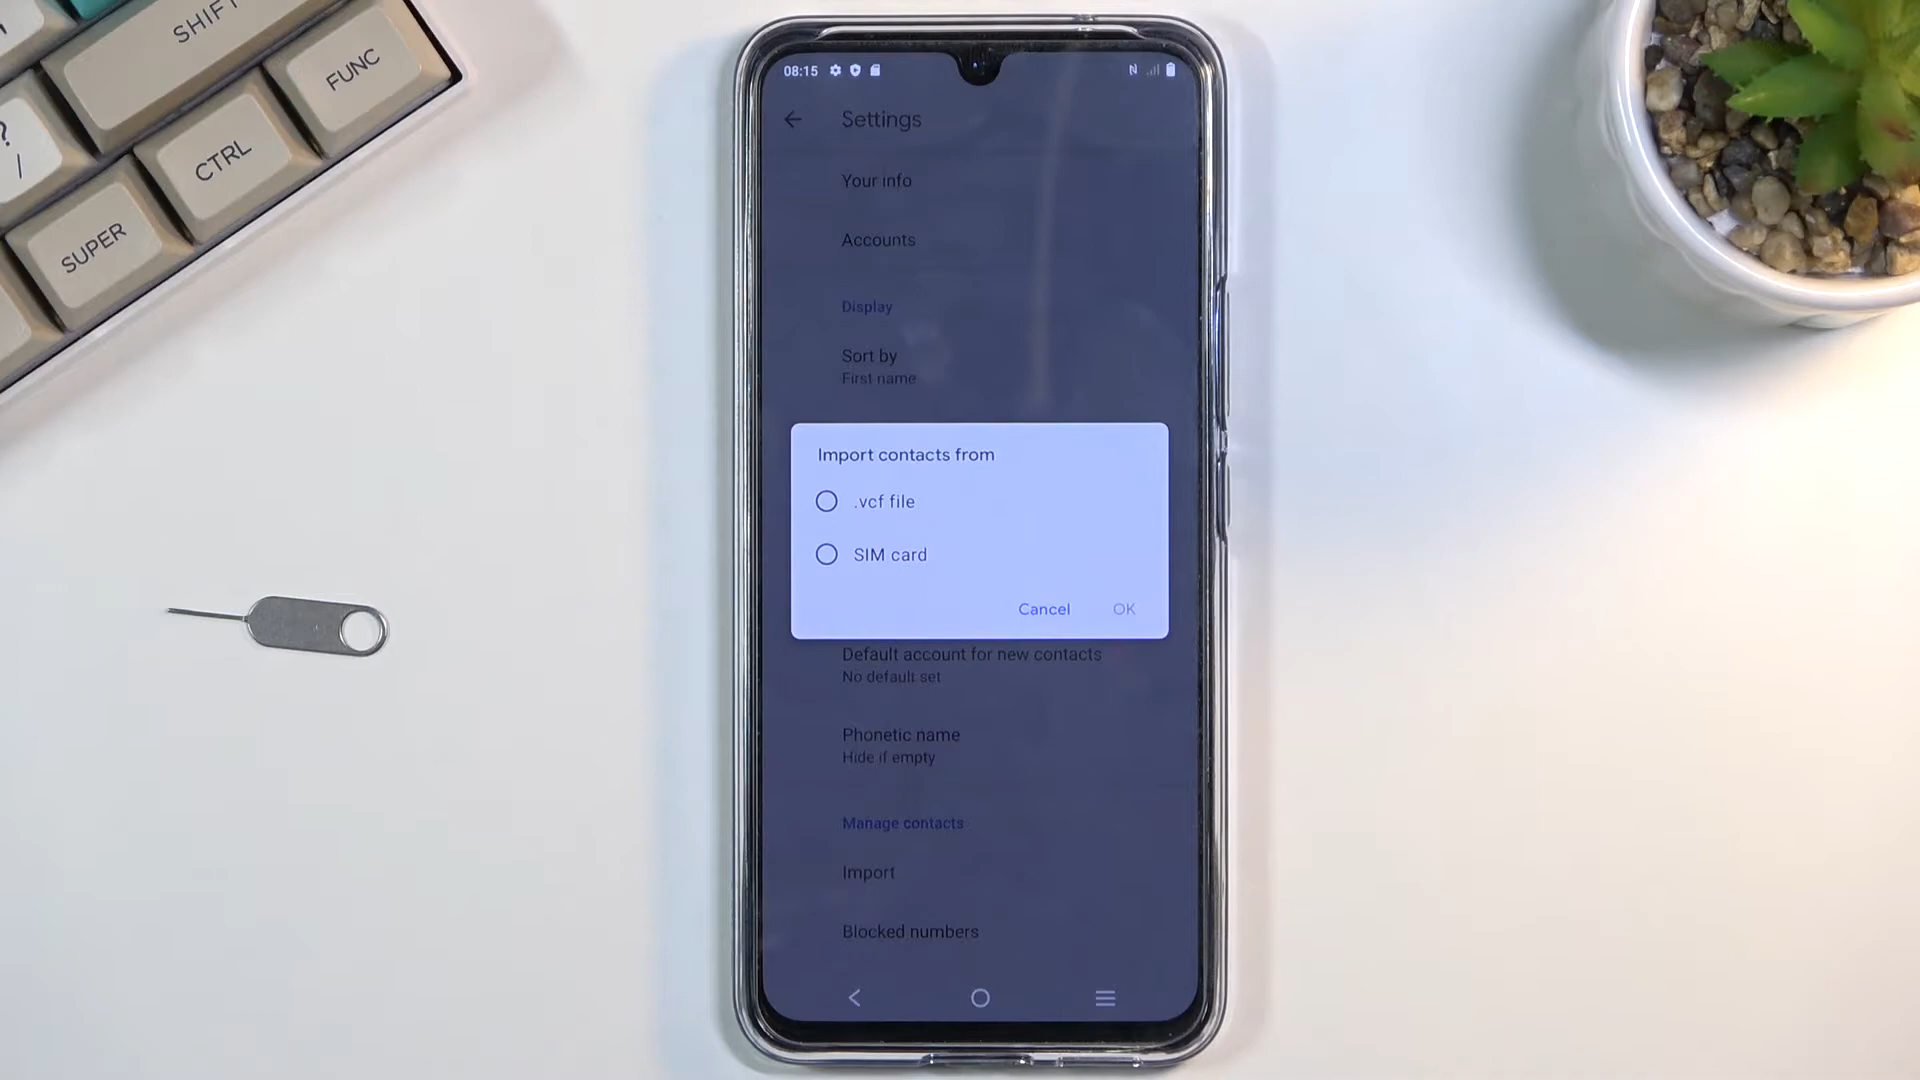 SHIFT
FUNC
?
/
CTRL
SUPER
08:15
N
Settings
Your info
Accounts
Display
Sort by
First name
Import contacts from
.vcf file
SIM card
Cancel
OK
Default account for new contacts
No default set
Phonetic name
Hide if empty
Manage contacts
Import
Blocked numbers